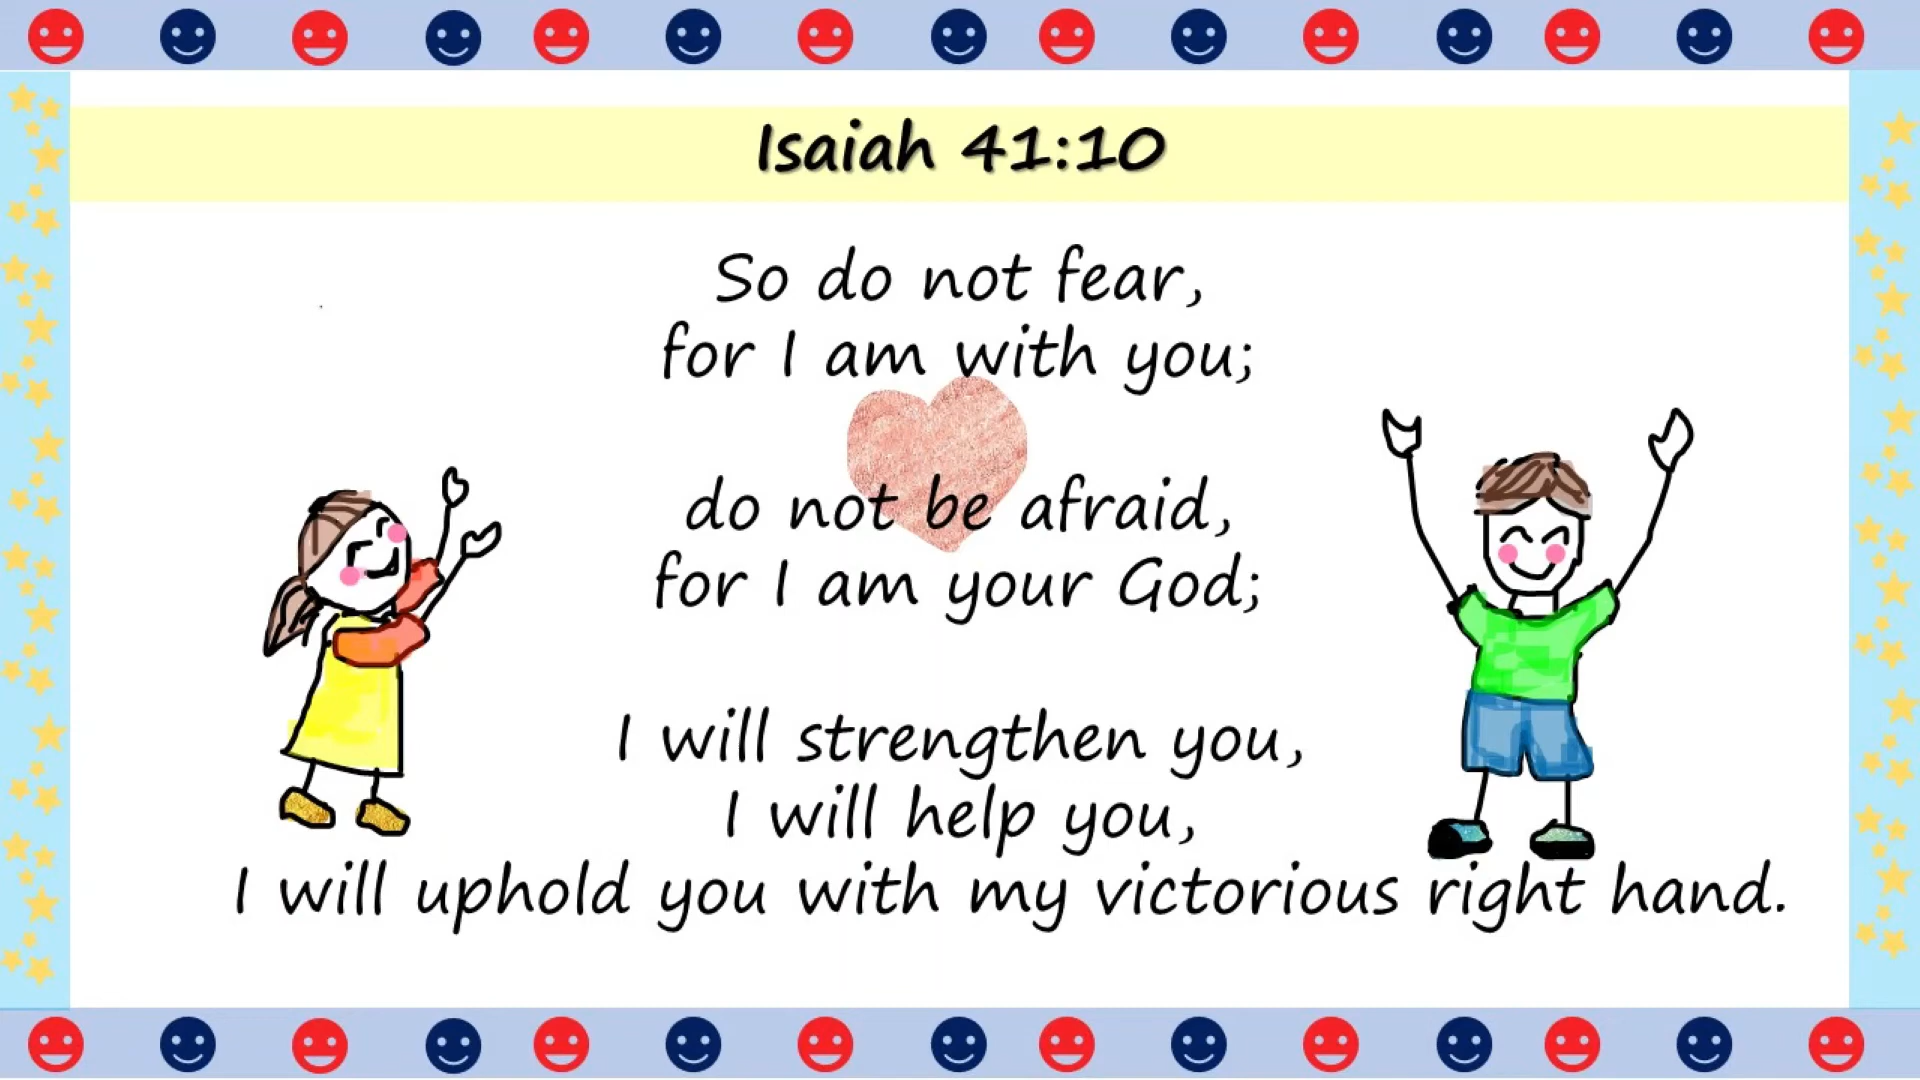 Isaiah 41:10
So do not fear,
for I am with you;
do not be afraid,
for I am your God;
I will strengthen you,
I will help you,
I will uphold you with my victorious right hand.